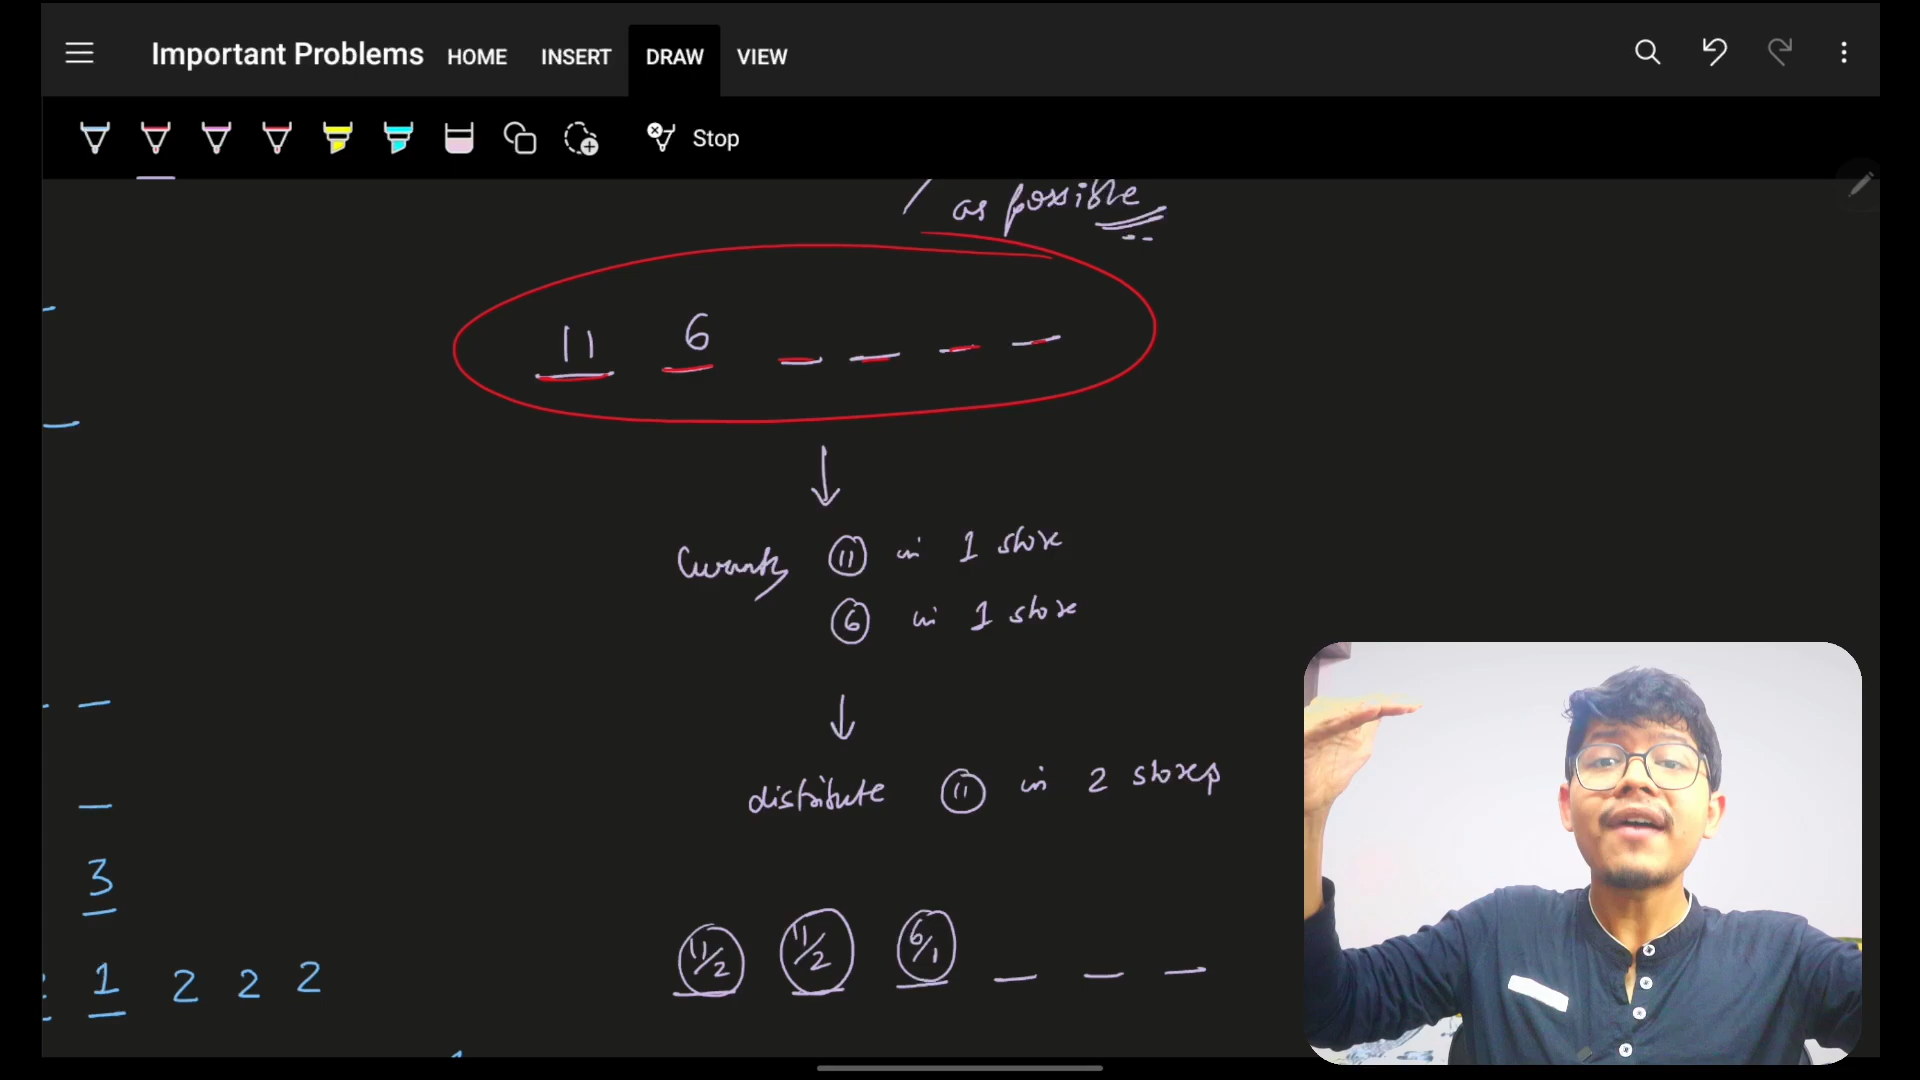 Important Problems HOME INSERT DRAW VIEW
Stop
as possible
11 6
Currently 11 in 1 store
6 in 1 store
distribute 11 in 2 stores
3
11/2 11/2 6/1
1 2 2 2